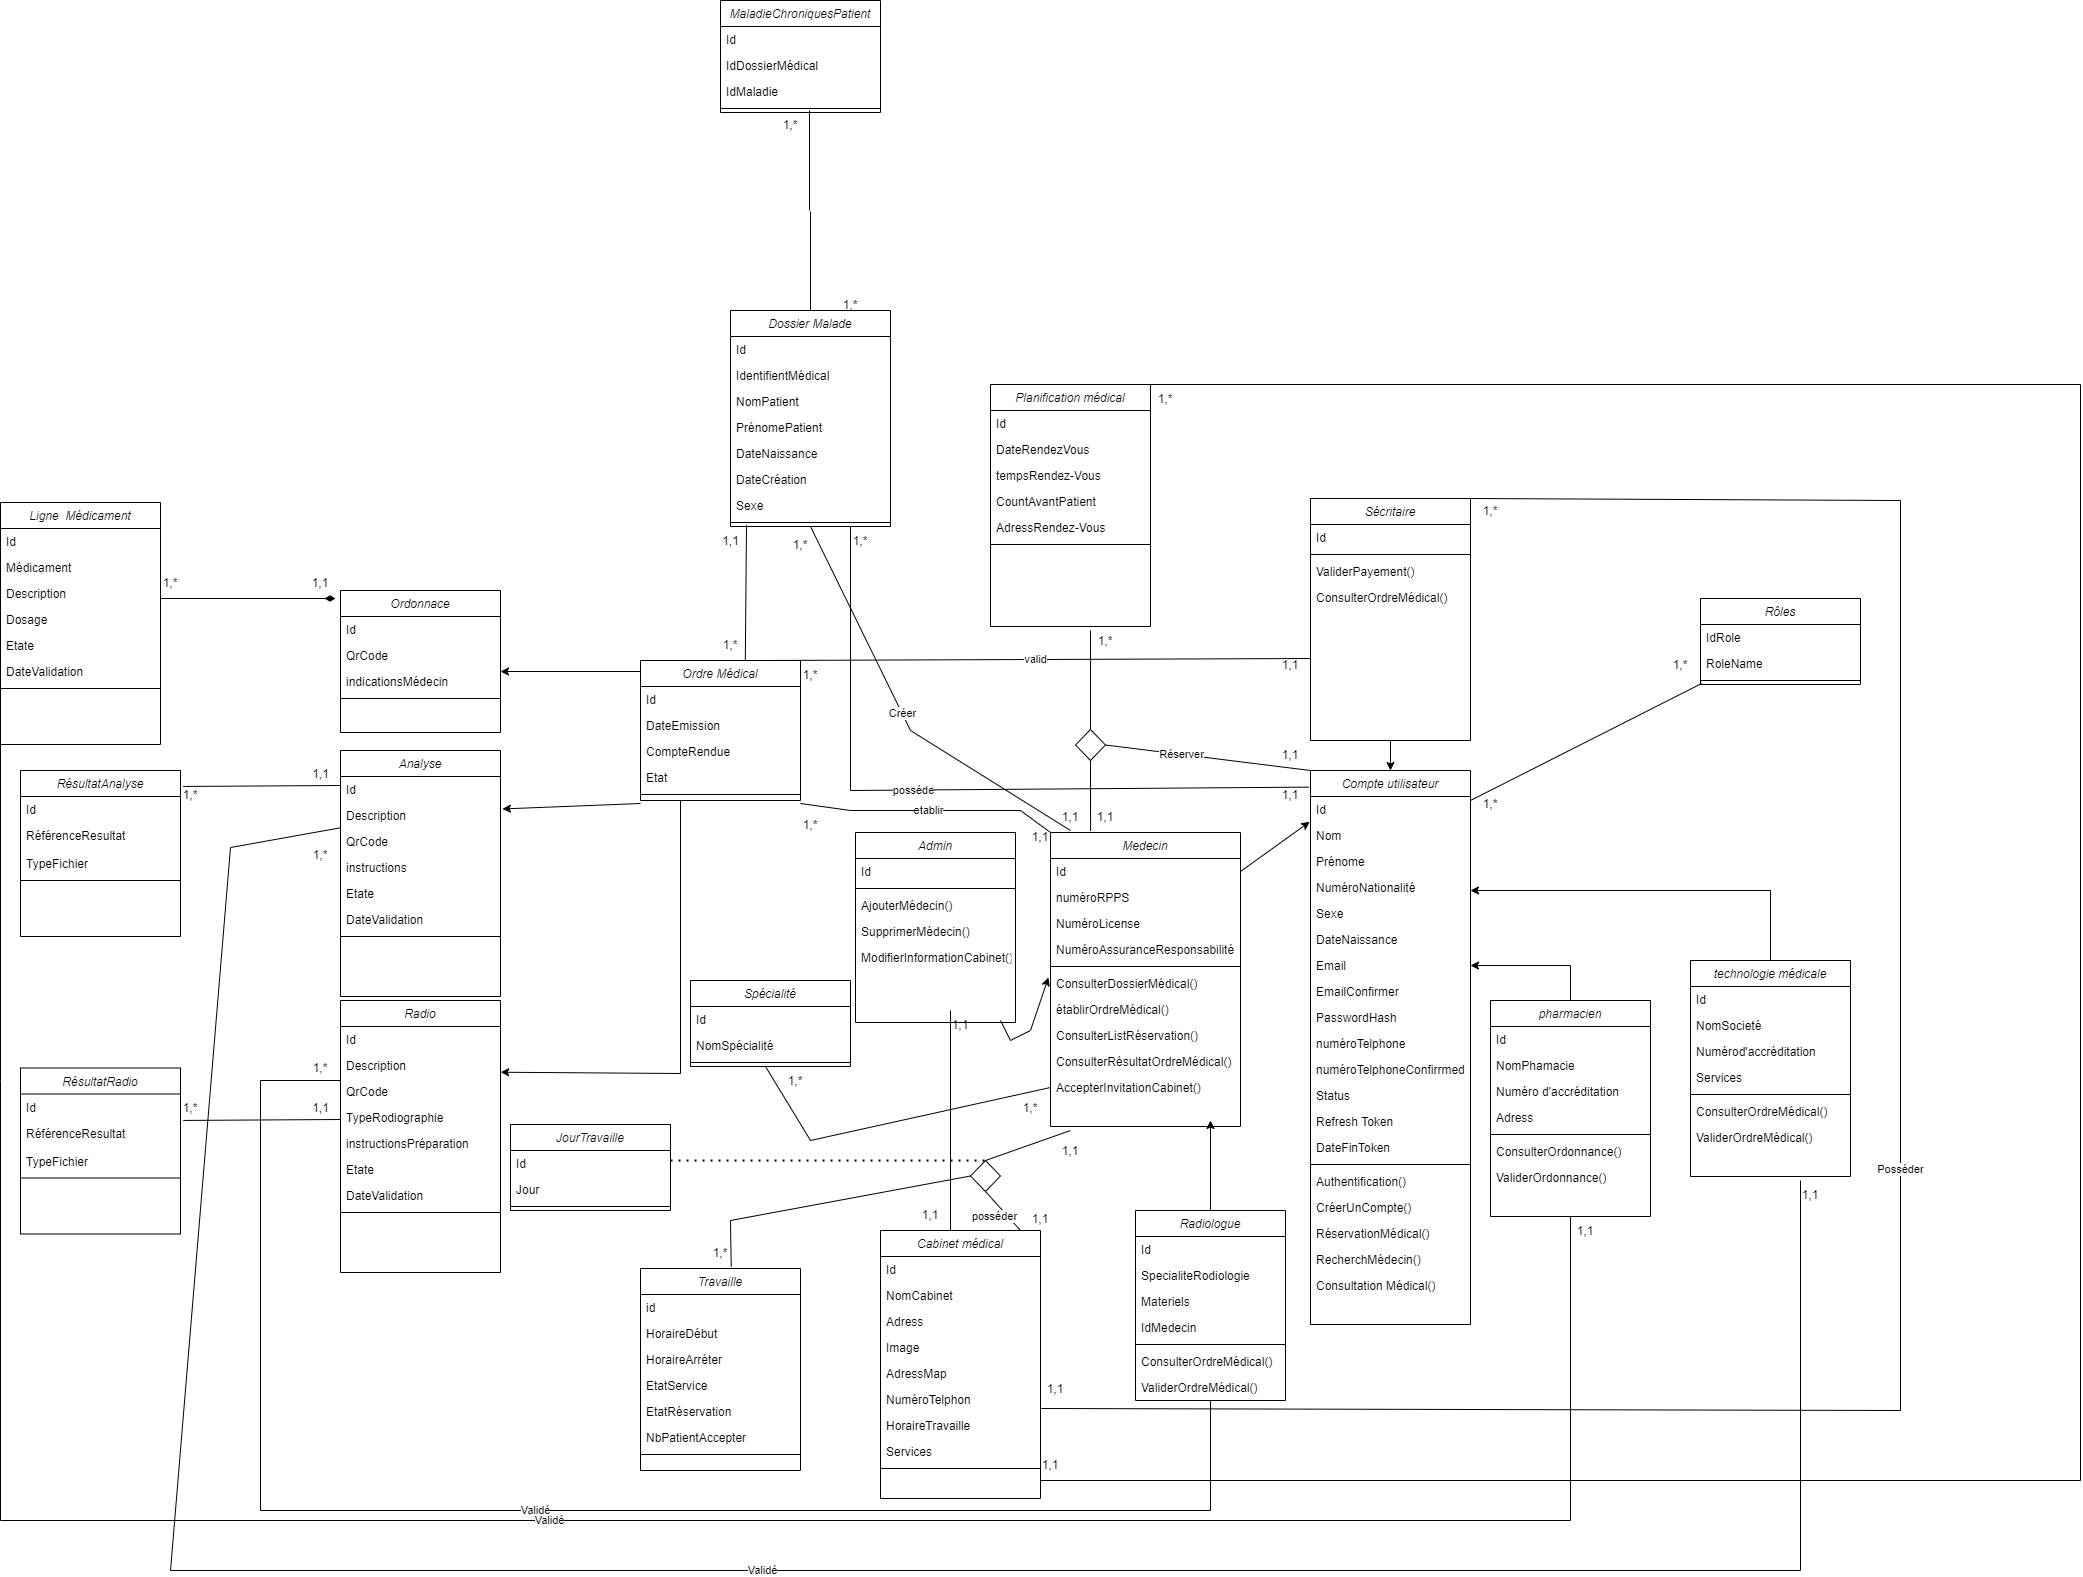 MaladieChroniquesPatient
Id
IdDossierMédical
IdMaladie
1,*
1,*
Dossier Malade
Id
IdentifientMédical
NomPatient
PrénomePatient
DateNaissance
DateCréation
Sexe
1,1
1,*
1,*
Planification médical
1,*
Id
DateRendezVous
tempsRendez-Vous
CountAvantPatient
AdressRendez-Vous
1,*
Sécritaire
1,*
Id
ValiderPayement()
ConsulterOrdreMédical()
Rôles
IdRole
RoleName
1,*
Ligne  Médicament
Id
Médicament
Description
Dosage
Etate
DateValidation
1,*
1,1
Ordonnace
Id
QrCode
indicationsMédecin
1,*
Ordre Médical
1,*
Id
DateEmission
CompteRendue
Etat
valid
1,1
Créer
Réserver
1,1
posséde
1,1
etablir
1,*
1,1
1,1
1,1
Analyse
Id
Description
QrCode
instructions
Etate
DateValidation
1,1
1,*
RésultatAnalyse
1,*
Id
RéférenceResultat
TypeFichier
Compte utilisateur
1,*
Id
Nom
Prénome
NuméroNationalité
Sexe
DateNaissance
Email
EmailConfirmer
PasswordHash
numéroTelphone
numéroTelphoneConfirrmed
Status
Refresh Token
DateFinToken
Authentification()
CréerUnCompte()
RéservationMédical()
RecherchMédecin()
Consultation Médical()
Admin
Id
AjouterMédecin()
SupprimerMédecin()
ModifierInformationCabinet()
1,1
Medecin
Id
numéroRPPS
NuméroLicense
NuméroAssuranceResponsabilité
ConsulterDossierMédical()
établirOrdreMédical()
ConsulterListRéservation()
ConsulterRésultatOrdreMédical()
AccepterInvitationCabinet()
1,*
1,1
Spécialité
Id
NomSpécialité
1,*
technologie médicale
Id
NomSocieté
Numérod'accréditation
Services
ConsulterOrdreMédical()
ValiderOrdreMédical()
1,1
pharmacien
Id
NomPhamacie
Numéro d'accréditation
Adress
ConsulterOrdonnance()
ValiderOrdonnance()
1,1
Posséder
Radio
Id
Description
QrCode
TypeRodiographie
instructionsPréparation
Etate
DateValidation
1,*
1,1
RésultatRadio
Id
RéférenceResultat
TypeFichier
1,*
JourTravaille
Id
Jour
posséder
1,1
1,1
1,*
Travaille
id
HoraireDébut
HoraireArréter
EtatService
EtatRéservation
NbPatientAccepter
Cabinet médical
Id
NomCabinet
Adress
Image
AdressMap
NuméroTelphon
HoraireTravaille
Services
1,1
1,1
Radiologue
Id
SpecialiteRodiologie
Materiels
IdMedecin
ConsulterOrdreMédical()
ValiderOrdreMédical()
Validé
Validé
Validé